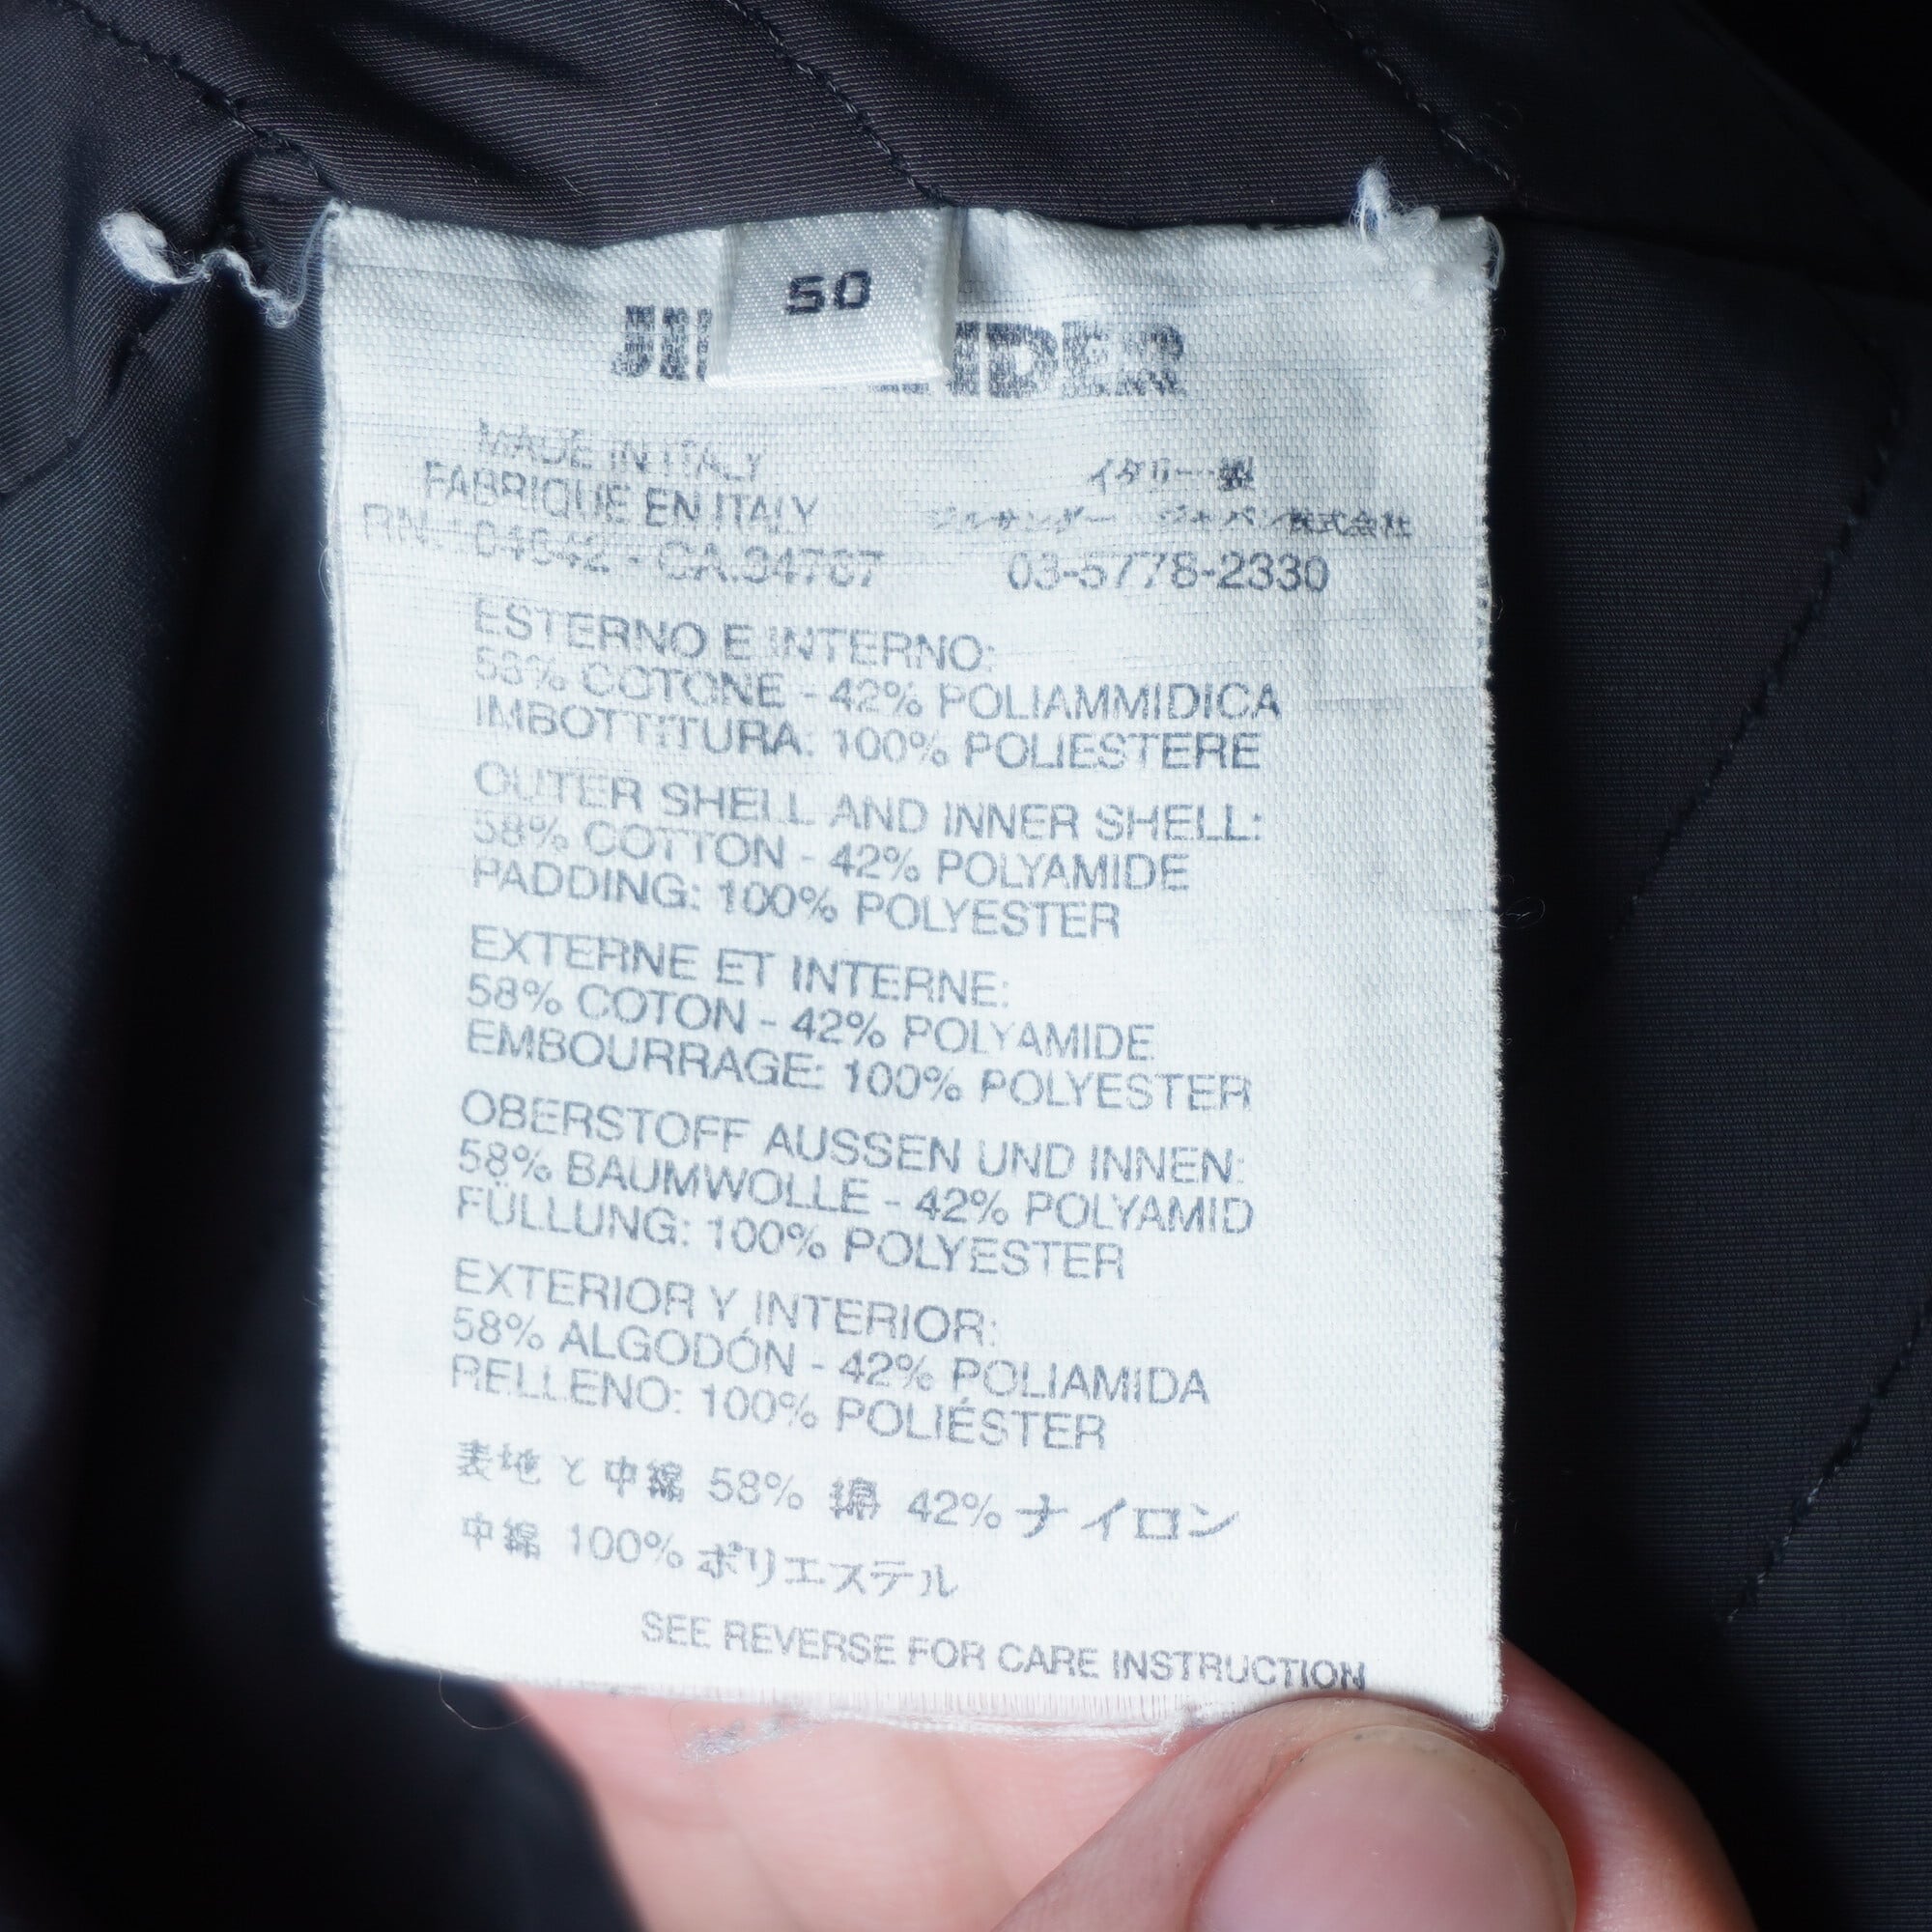 50
MADE IN ITALY
FABRIQUE EN ITALY
イタリー製
ジルサンダー ジャパン株式会社
03-5778-2330
ESTERNO E INTERNO:
58% COTONE - 42% POLIAMMIDICA
IMBOTTITURA: 100% POLIESTERE
OUTER SHELL AND INNER SHELL:
58% COTTON - 42% POLYAMIDE
PADDING: 100% POLYESTER
EXTERNE ET INTERNE:
58% COTON - 42% POLYAMIDE
EMBOURRAGE: 100% POLYESTER
OBERSTOFF AUSSEN UND INNEN:
58% BAUMWOLLE - 42% POLYAMID
FÜLLUNG: 100% POLYESTER
EXTERIOR Y INTERIOR:
58% ALGODÓN - 42% POLIAMIDA
RELLENO: 100% POLIÉSTER
表地 と 中綿 58% 綿 42% ナイロン
中綿 100% ポリエステル
SEE REVERSE FOR CARE INSTRUCTION